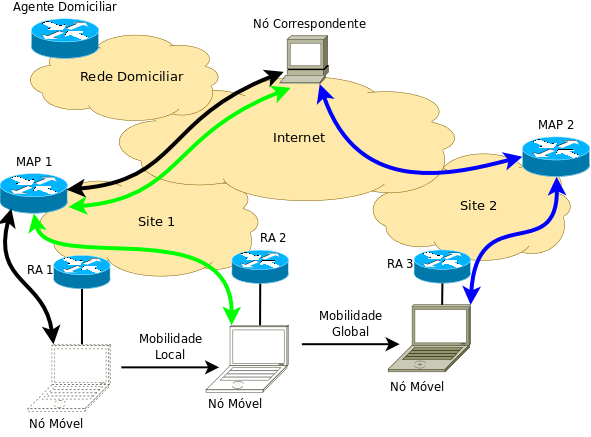 Agente Domiciliar
Nó Correspondente
Rede Domiciliar
Internet
MAP 2
MAP 1
Site 1
Site 2
RA 1
RA 2
RA 3
Mobilidade
Local
Mobilidade
Global
Nó Móvel
Nó Móvel
Nó Móvel